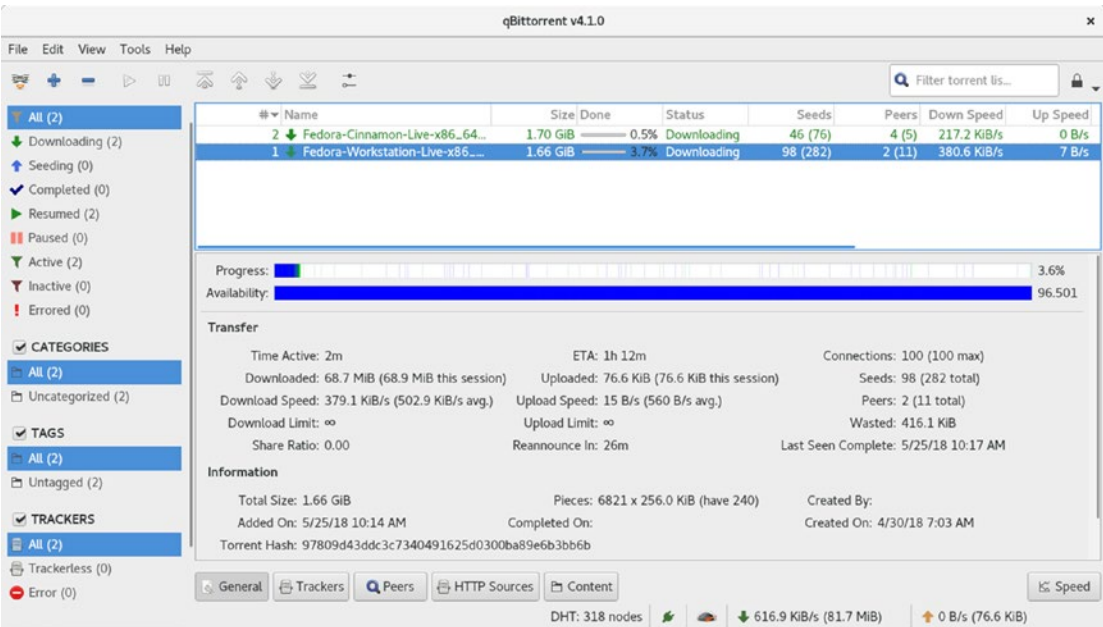 qBittorrent v4.1.0
File Edit View Tools Help
Filter torrent lis...
All (2)
Downloading (2)
Seeding (0)
Completed (0)
Resumed (2)
Paused (0)
Active (2)
Inactive (0)
Errored (0)
CATEGORIES
All (2)
Uncategorized (2)
TAGS
All (2)
Untagged (2)
TRACKERS
All (2)
Trackerless (0)
Error (0)
# Name Size Done Status Seeds Peers Down Speed Up Speed
2 Fedora-Cinnamon-Live-x86_64... 1.70 GiB 0.5% Downloading 46 (76) 4 (5) 217.2 KiB/s 0 B/s
1 Fedora-Workstation-Live-x86_... 1.66 GiB 3.7% Downloading 98 (282) 2 (11) 380.6 KiB/s 7 B/s
Progress: 3.6%
Availability: 96.501
Transfer
Time Active: 2m ETA: 1h 12m Connections: 100 (100 max)
Downloaded: 68.7 MiB (68.9 MiB this session) Uploaded: 76.6 KiB (76.6 KiB this session) Seeds: 98 (282 total)
Download Speed: 379.1 KiB/s (502.9 KiB/s avg.) Upload Speed: 15 B/s (560 B/s avg.) Peers: 2 (11 total)
Download Limit: ∞ Upload Limit: ∞ Wasted: 416.1 KiB
Share Ratio: 0.00 Reannounce In: 26m Last Seen Complete: 5/25/18 10:17 AM
Information
Total Size: 1.66 GiB Pieces: 6821 x 256.0 KiB (have 240) Created By:
Added On: 5/25/18 10:14 AM Completed On: Created On: 4/30/18 7:03 AM
Torrent Hash: 97809d43ddc3c7340491625d0300ba89e6b3bb6b
General Trackers Peers HTTP Sources Content Speed
DHT: 318 nodes 616.9 KiB/s (81.7 MiB) 0 B/s (76.6 KiB)